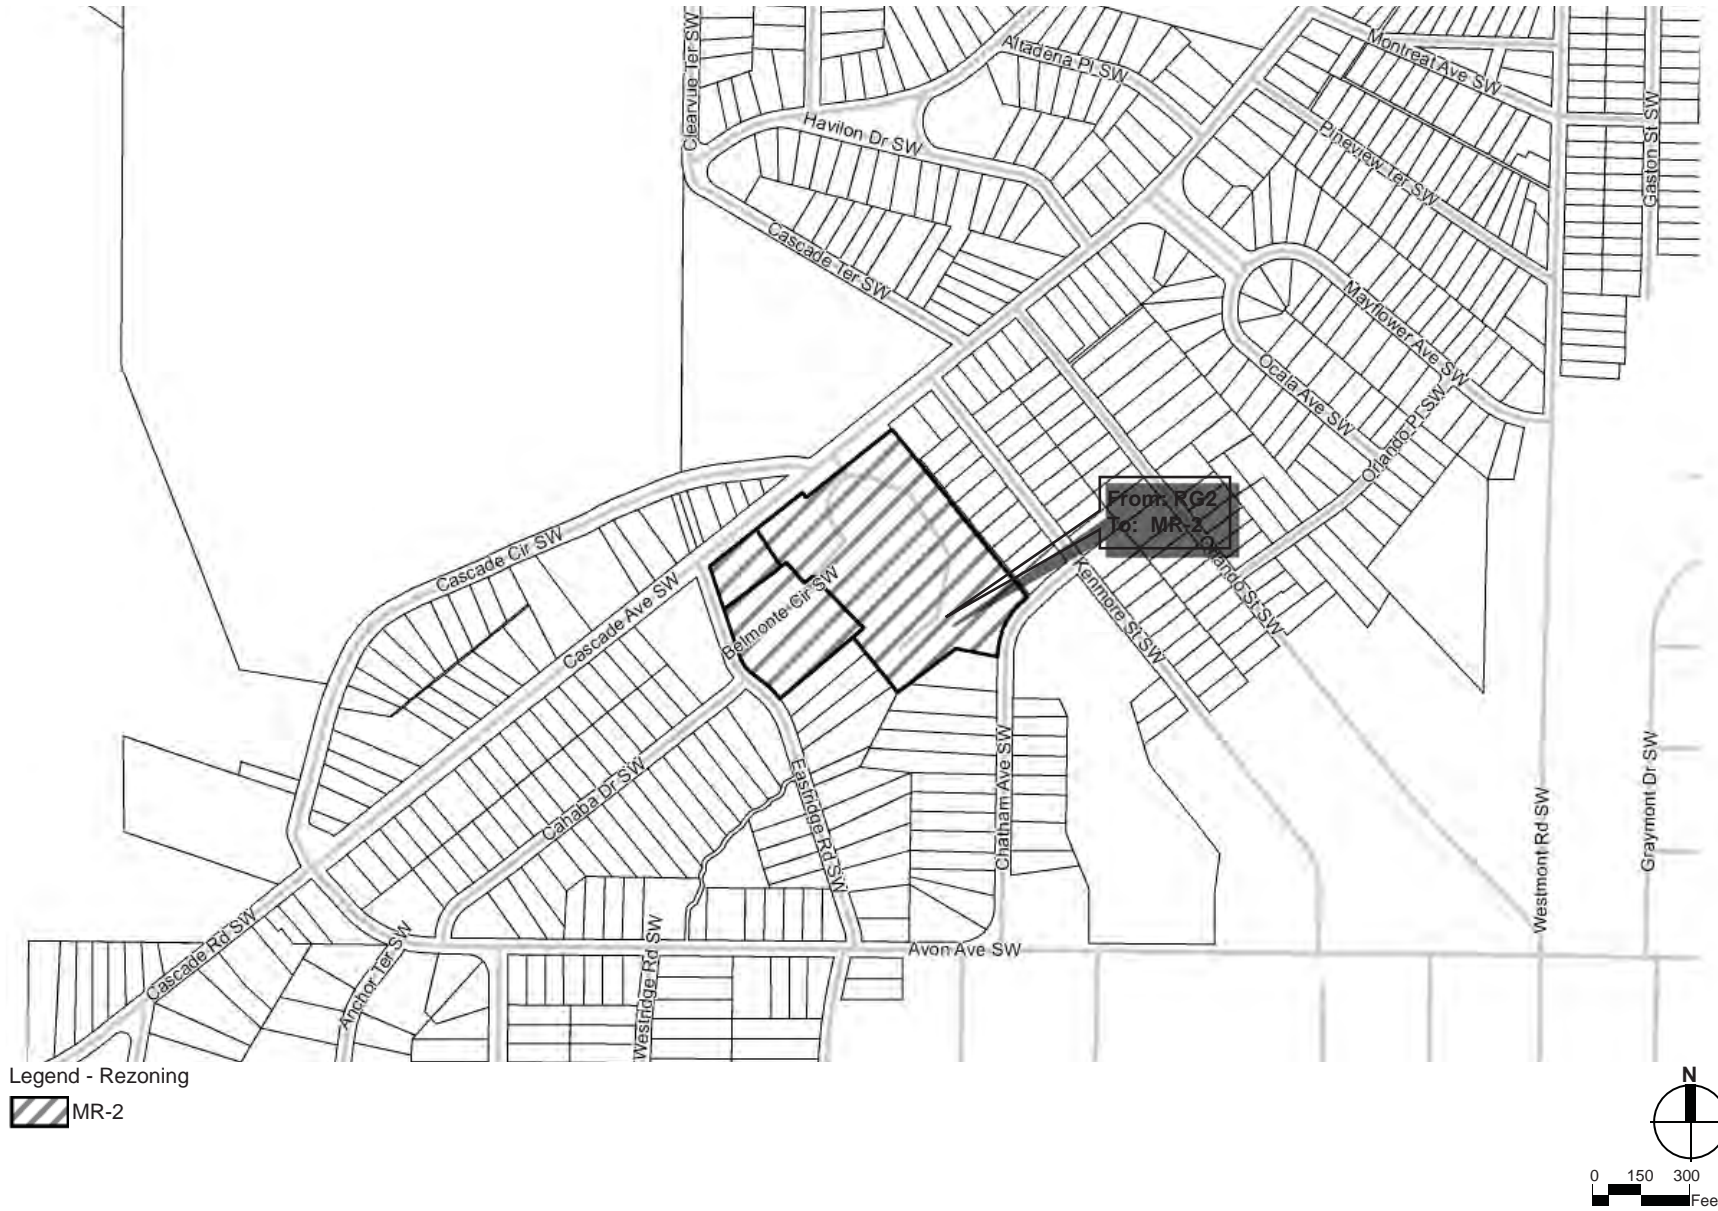 Clearvue Ter SW
Altadena Pl SW
Montreat Ave SW
Havilon Dr SW
Pineview Ter SW
Gaston St SW
Cascade Ter SW
Mayflower Ave SW
Ocala Ave SW
Orlando Pl SW
From: RG2
To: MR-2
Cascade Cir SW
Orlando St SW
Kenmore St SW
Belmonte Cir SW
Cascade Ave SW
Cahaba Dr SW
Eastridge Rd SW
Chatham Ave SW
Westmont Rd SW
Graymont Dr SW
Cascade Rd SW
Anchor Ter SW
Westridge Rd SW
Avon Ave SW
Legend - Rezoning
MR-2
N
0 150 300
Fee